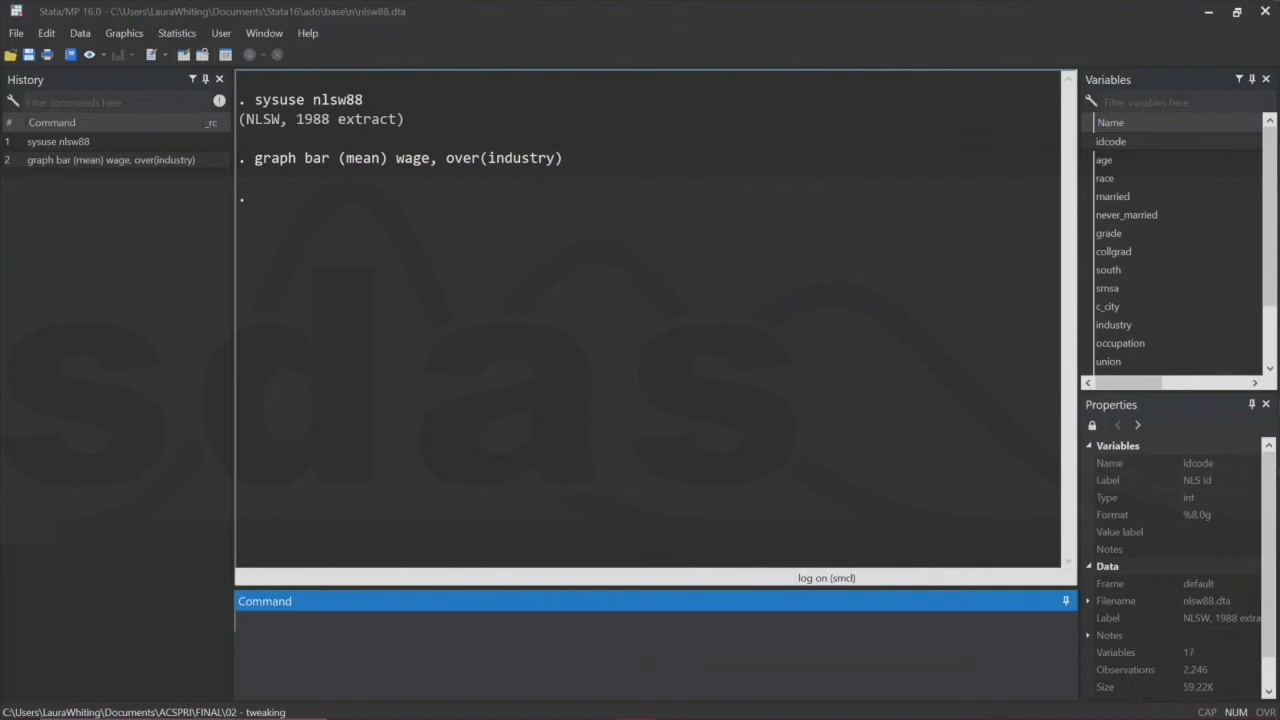 Stata/MP 16.0 - C:\Users\LauraWhiting\Documents\Stata16\ado\base\n\nlsw88.dta
File Edit Data Graphics Statistics User Window Help
History
Filter commands here
# Command _rc
1 sysuse nlsw88
2 graph bar (mean) wage, over(industry)
. sysuse nlsw88
(NLSW, 1988 extract)
. graph bar (mean) wage, over(industry)
.
sdas
log on (smcl)
Command
Variables
Filter variables here
Name
idcode
age
race
married
never_married
grade
collgrad
south
smsa
c_city
industry
occupation
union
Properties
Variables
Name idcode
Label NLS id
Type int
Format %8.0g
Value label
Notes
Data
Frame default
Filename nlsw88.dta
Label NLSW, 1988 extra
Notes
Variables 17
Observations 2,246
Size 59.22K
C:\Users\LauraWhiting\Documents\ACSPRI\FINAL\02 - tweaking
CAP NUM OVR